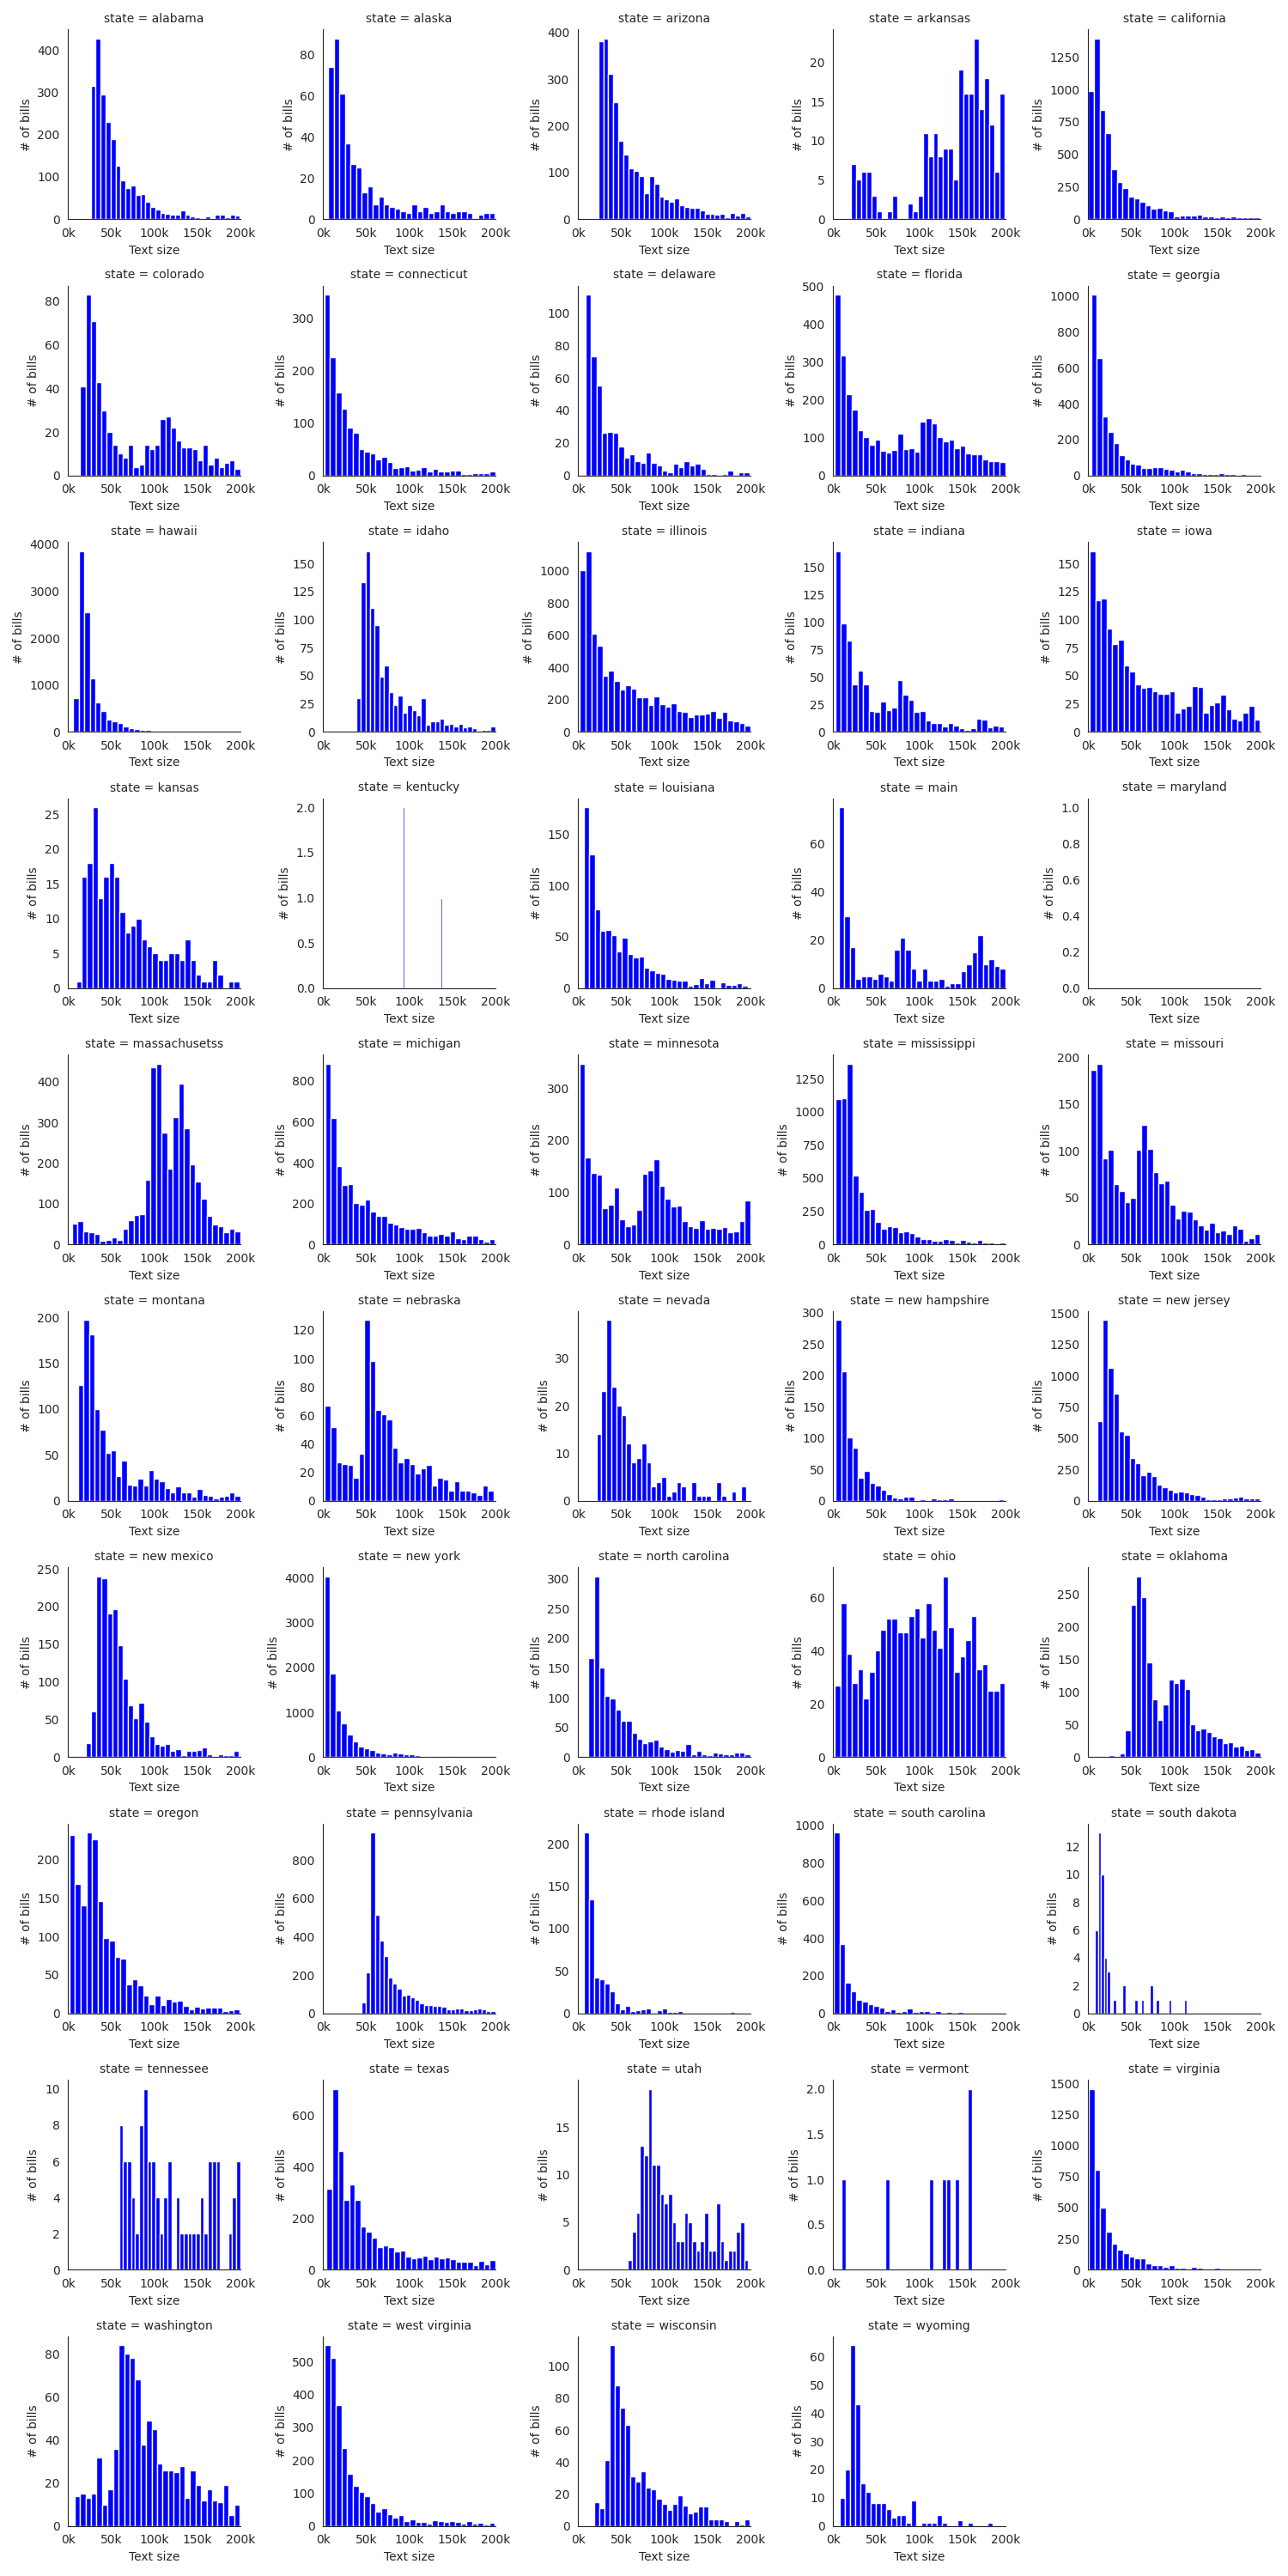 state = alabama
state = alaska
state = arizona
state = arkansas
state = california
# of bills
400
300
200
100
0
0k 50k 100k 150k 200k
Text size
# of bills
80
60
40
20
0
0k 50k 100k 150k 200k
Text size
# of bills
400
300
200
100
0
0k 50k 100k 150k 200k
Text size
# of bills
20
15
10
5
0
0k 50k 100k 150k 200k
Text size
# of bills
1250
1000
750
500
250
0
0k 50k 100k 150k 200k
Text size
state = colorado
state = connecticut
state = delaware
state = florida
state = georgia
# of bills
80
60
40
20
0
0k 50k 100k 150k 200k
Text size
# of bills
300
200
100
0
0k 50k 100k 150k 200k
Text size
# of bills
100
80
60
40
20
0
0k 50k 100k 150k 200k
Text size
# of bills
500
400
300
200
100
0
0k 50k 100k 150k 200k
Text size
# of bills
1000
800
600
400
200
0
0k 50k 100k 150k 200k
Text size
state = hawaii
state = idaho
state = illinois
state = indiana
state = iowa
# of bills
4000
3000
2000
1000
0
0k 50k 100k 150k 200k
Text size
# of bills
150
125
100
75
50
25
0
0k 50k 100k 150k 200k
Text size
# of bills
1000
800
600
400
200
0
0k 50k 100k 150k 200k
Text size
# of bills
175
150
125
100
75
50
25
0
0k 50k 100k 150k 200k
Text size
# of bills
150
125
100
75
50
25
0
0k 50k 100k 150k 200k
Text size
state = kansas
state = kentucky
state = louisiana
state = main
state = maryland
# of bills
25
20
15
10
5
0
0k 50k 100k 150k 200k
Text size
# of bills
2.0
1.5
1.0
0.5
0.0
0k 50k 100k 150k 200k
Text size
# of bills
150
100
50
0
0k 50k 100k 150k 200k
Text size
# of bills
60
40
20
0
0k 50k 100k 150k 200k
Text size
# of bills
1.0
0.8
0.6
0.4
0.2
0.0
0k 50k 100k 150k 200k
Text size
state = massachusetss
state = michigan
state = minnesota
state = mississippi
state = missouri
# of bills
400
300
200
100
0
0k 50k 100k 150k 200k
Text size
# of bills
800
600
400
200
0
0k 50k 100k 150k 200k
Text size
# of bills
300
200
100
0
0k 50k 100k 150k 200k
Text size
# of bills
1250
1000
750
500
250
0
0k 50k 100k 150k 200k
Text size
# of bills
200
150
100
50
0
0k 50k 100k 150k 200k
Text size
state = montana
state = nebraska
state = nevada
state = new hampshire
state = new jersey
# of bills
200
150
100
50
0
0k 50k 100k 150k 200k
Text size
# of bills
120
100
80
60
40
20
0
0k 50k 100k 150k 200k
Text size
# of bills
30
20
10
0
0k 50k 100k 150k 200k
Text size
# of bills
300
250
200
150
100
50
0
0k 50k 100k 150k 200k
Text size
# of bills
1500
1250
1000
750
500
250
0
0k 50k 100k 150k 200k
Text size
state = new mexico
state = new york
state = north carolina
state = ohio
state = oklahoma
# of bills
250
200
150
100
50
0
0k 50k 100k 150k 200k
Text size
# of bills
4000
3000
2000
1000
0
0k 50k 100k 150k 200k
Text size
# of bills
300
250
200
150
100
50
0
0k 50k 100k 150k 200k
Text size
# of bills
60
40
20
0
0k 50k 100k 150k 200k
Text size
# of bills
250
200
150
100
50
0
0k 50k 100k 150k 200k
Text size
state = oregon
state = pennsylvania
state = rhode island
state = south carolina
state = south dakota
# of bills
200
150
100
50
0
0k 50k 100k 150k 200k
Text size
# of bills
800
600
400
200
0
0k 50k 100k 150k 200k
Text size
# of bills
200
150
100
50
0
0k 50k 100k 150k 200k
Text size
# of bills
1000
800
600
400
200
0
0k 50k 100k 150k 200k
Text size
# of bills
12
10
8
6
4
2
0
0k 50k 100k 150k 200k
Text size
state = tennessee
state = texas
state = utah
state = vermont
state = virginia
# of bills
10
8
6
4
2
0
0k 50k 100k 150k 200k
Text size
# of bills
600
400
200
0
0k 50k 100k 150k 200k
Text size
# of bills
15
10
5
0
0k 50k 100k 150k 200k
Text size
# of bills
2.0
1.5
1.0
0.5
0.0
0k 50k 100k 150k 200k
Text size
# of bills
1500
1250
1000
750
500
250
0
0k 50k 100k 150k 200k
Text size
state = washington
state = west virginia
state = wisconsin
state = wyoming
# of bills
80
60
40
20
0
0k 50k 100k 150k 200k
Text size
# of bills
500
400
300
200
100
0
0k 50k 100k 150k 200k
Text size
# of bills
100
80
60
40
20
0
0k 50k 100k 150k 200k
Text size
# of bills
60
50
40
30
20
10
0
0k 50k 100k 150k 200k
Text size